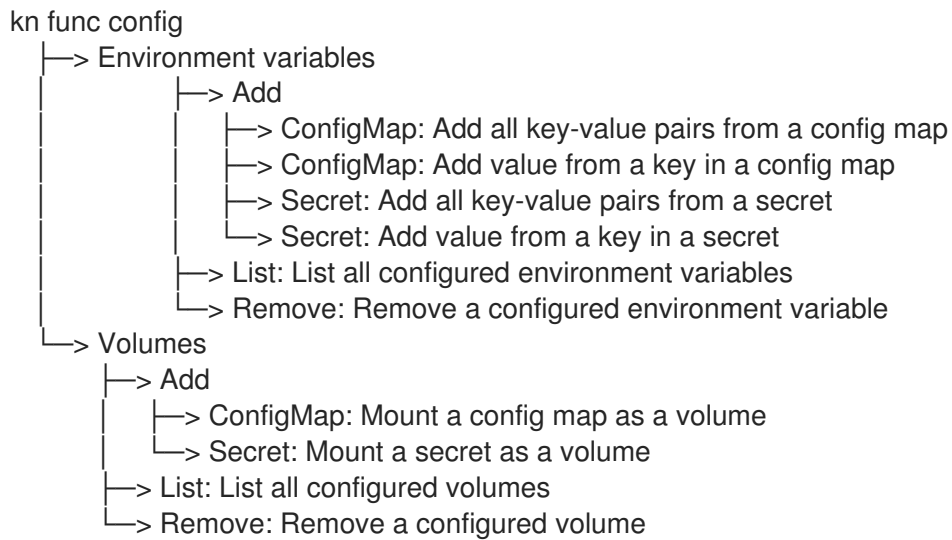 kn func config
├─> Environment variables
│ ├─> Add
│ │ ├─> ConfigMap: Add all key-value pairs from a config map
│ │ ├─> ConfigMap: Add value from a key in a config map
│ │ ├─> Secret: Add all key-value pairs from a secret
│ │ └─> Secret: Add value from a key in a secret
│ ├─> List: List all configured environment variables
│ └─> Remove: Remove a configured environment variable
└─> Volumes
├─> Add
│ ├─> ConfigMap: Mount a config map as a volume
│ └─> Secret: Mount a secret as a volume
├─> List: List all configured volumes
└─> Remove: Remove a configured volume